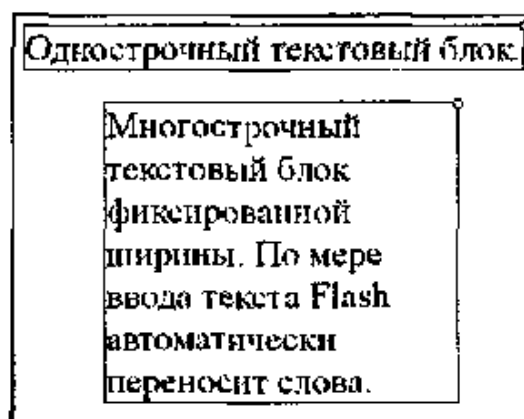 Однострочный текстовый блок.
Многострочный
текстовый блок
фиксированной
ширины. По мере
ввода текста Flash
автоматически
переносит слова.